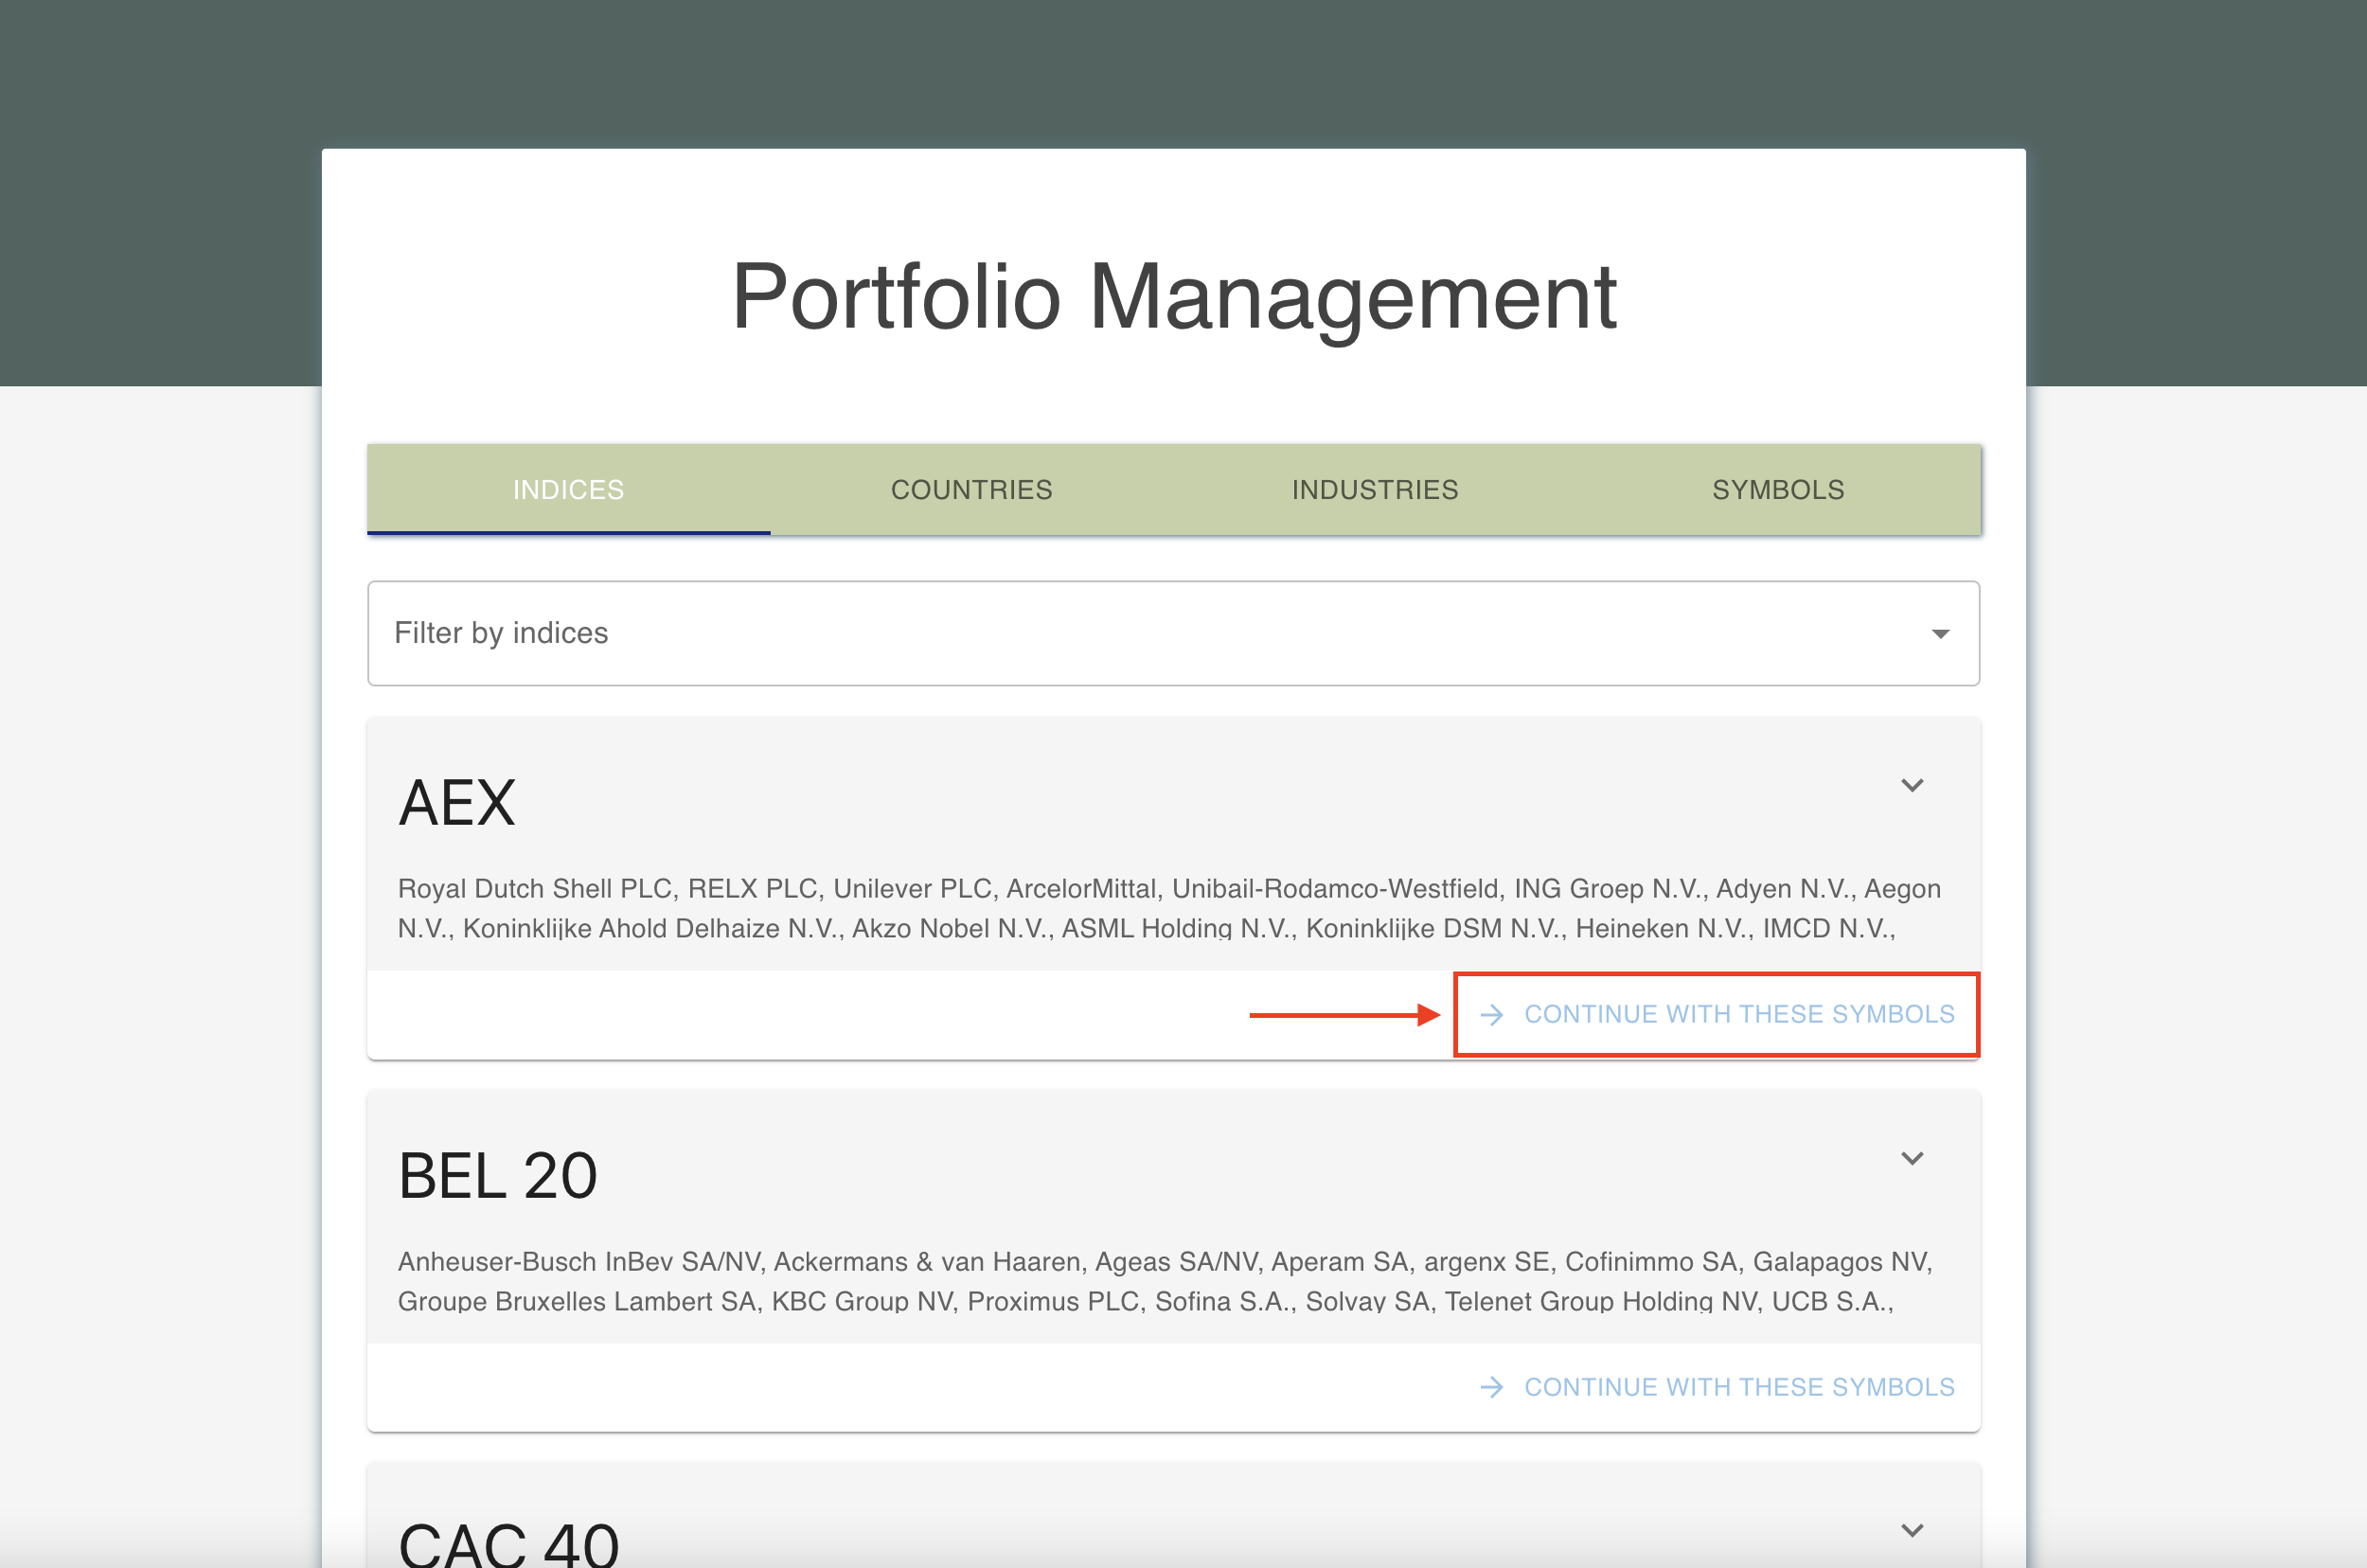 Portfolio Management
INDICES COUNTRIES INDUSTRIES SYMBOLS
Filter by indices
AEX
Royal Dutch Shell PLC, RELX PLC, Unilever PLC, ArcelorMittal, Unibail-Rodamco-Westfield, ING Groep N.V., Adyen N.V., Aegon
N.V., Koninklijke Ahold Delhaize N.V., Akzo Nobel N.V., ASML Holding N.V., Koninklijke DSM N.V., Heineken N.V., IMCD N.V.,
CONTINUE WITH THESE SYMBOLS
BEL 20
Anheuser-Busch InBev SA/NV, Ackermans & van Haaren, Ageas SA/NV, Aperam SA, argenx SE, Cofinimmo SA, Galapagos NV,
Groupe Bruxelles Lambert SA, KBC Group NV, Proximus PLC, Sofina S.A., Solvay SA, Telenet Group Holding NV, UCB S.A.,
CONTINUE WITH THESE SYMBOLS
CAC 40